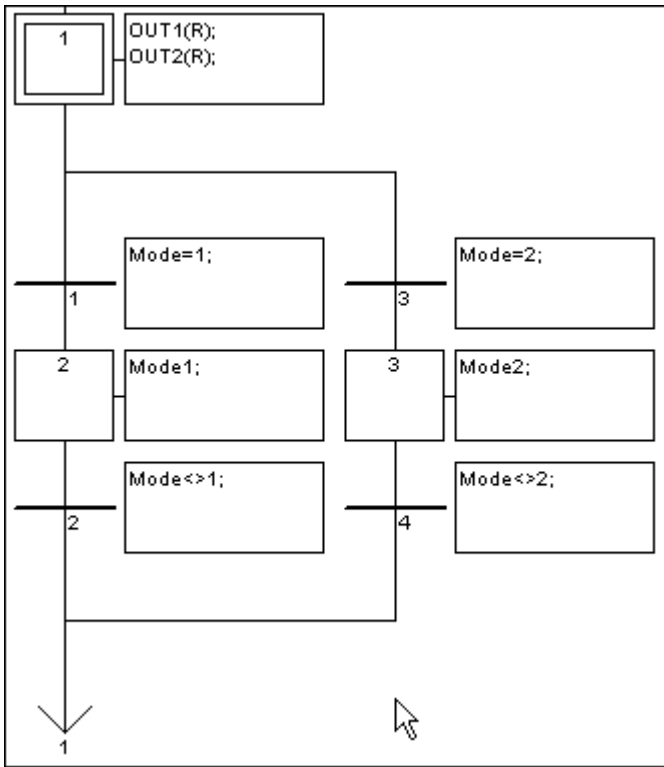 1
OUT1(R);
OUT2(R);
Mode=1;
Mode=2;
1
3
2
Mode1;
3
Mode2;
Mode<>1;
Mode<>2;
2
4
1